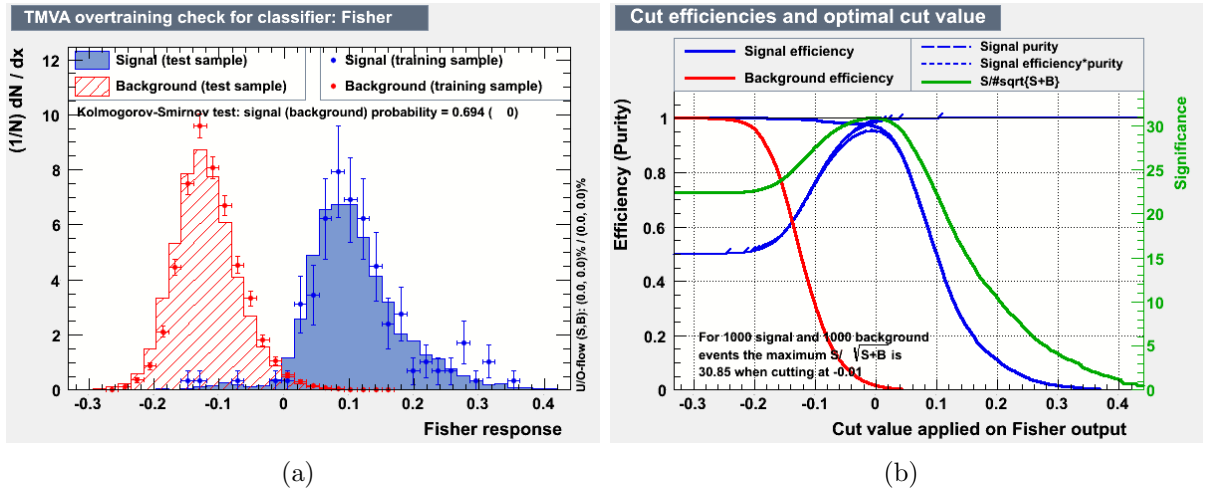 TMVA overtraining check for classifier: Fisher
Signal (test sample)
Background (test sample)
Signal (training sample)
Background (training sample)
Kolmogorov-Smirnov test: signal (background) probability = 0.694 ( 0)
(1/N) dN / dx
12
10
8
6
4
2
0
-0.3 -0.2 -0.1 0 0.1 0.2 0.3 0.4
Fisher response
U/O-flow (S,B): (0.0, 0.0)% / (0.0, 0.0)%
(a)
Cut efficiencies and optimal cut value
Signal efficiency
Background efficiency
Signal purity
Signal efficiency*purity
S/#sqrt{S+B}
Efficiency (Purity)
1
0.8
0.6
0.4
0.2
0
For 1000 signal and 1000 background
events the maximum S/ √S+B is
30.85 when cutting at -0.01
-0.3 -0.2 -0.1 0 0.1 0.2 0.3 0.4
Cut value applied on Fisher output
30
25
20
15
10
5
0
Significance
(b)